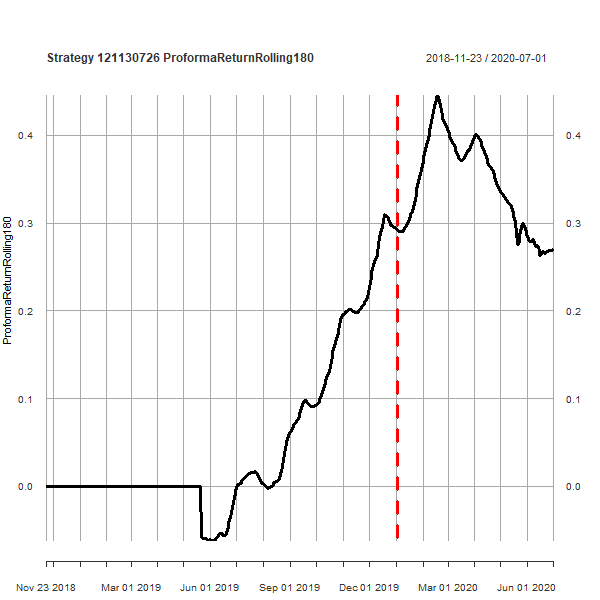 Strategy 121130726 ProformaReturnRolling180
2018-11-23 / 2020-07-01
ProformaReturnRolling180
0.4
0.4
0.3
0.3
0.2
0.2
0.1
0.1
0.0
0.0
Nov 23 2018
Mar 01 2019
Jun 01 2019
Sep 01 2019
Dec 01 2019
Mar 01 2020
Jun 01 2020